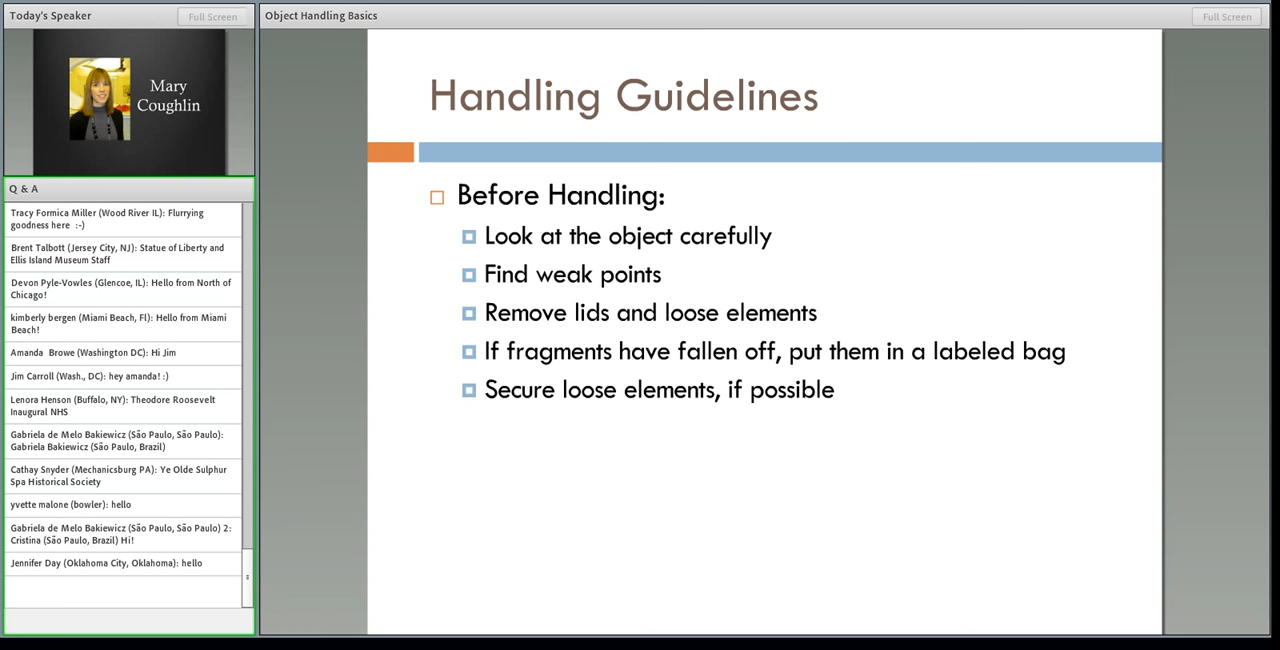 Today's Speaker
Full Screen
Mary
Coughlin
Q & A
Tracy Formica Miller (Wood River IL): Flurrying
goodness here :-)
Brent Talbott (Jersey City, NJ): Statue of Liberty and
Ellis Island Museum Staff
Devon Pyle-Vowles (Glencoe, IL): Hello from North of
Chicago!
kimberly bergen (Miami Beach, Fl): Hello from Miami
Beach!
Amanda Browe (Washington DC): Hi Jim
Jim Carroll (Wash., DC): hey amanda! :)
Lenora Henson (Buffalo, NY): Theodore Roosevelt
Inaugural NHS
Gabriela de Melo Bakiewicz (São Paulo, São Paulo):
Gabriela Bakiewicz (São Paulo, Brazil)
Cathay Snyder (Mechanicsburg PA): Ye Olde Sulphur
Spa Historical Society
yvette malone (bowler): hello
Gabriela de Melo Bakiewicz (São Paulo, São Paulo) 2:
Cristina (São Paulo, Brazil) Hi!
Jennifer Day (Oklahoma City, Oklahoma): hello
Object Handling Basics
Full Screen
Handling Guidelines
Before Handling:
Look at the object carefully
Find weak points
Remove lids and loose elements
If fragments have fallen off, put them in a labeled bag
Secure loose elements, if possible